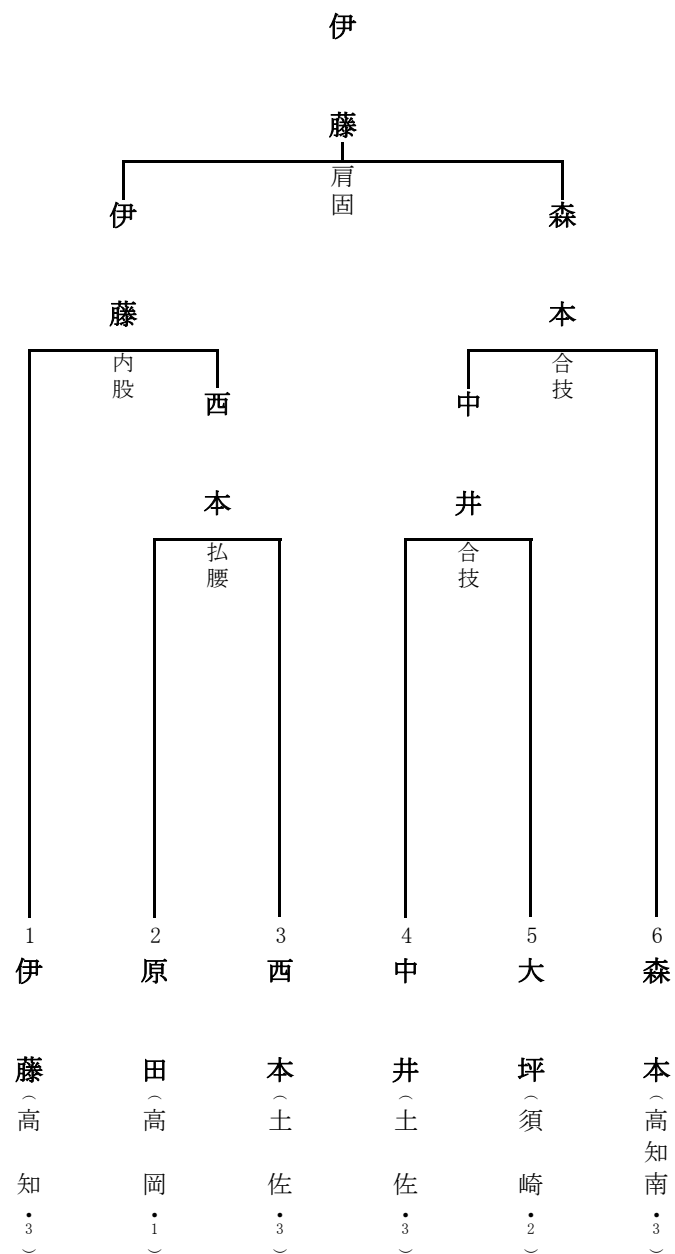 伊藤
肩固
伊藤
森本
内股
合技
西本
中井
払腰
合技
1 伊藤（高知・3）
2 原田（高岡・1）
3 西本（土佐・3）
4 中井（土佐・3）
5 大坪（須崎・2）
6 森本（高知南・3）